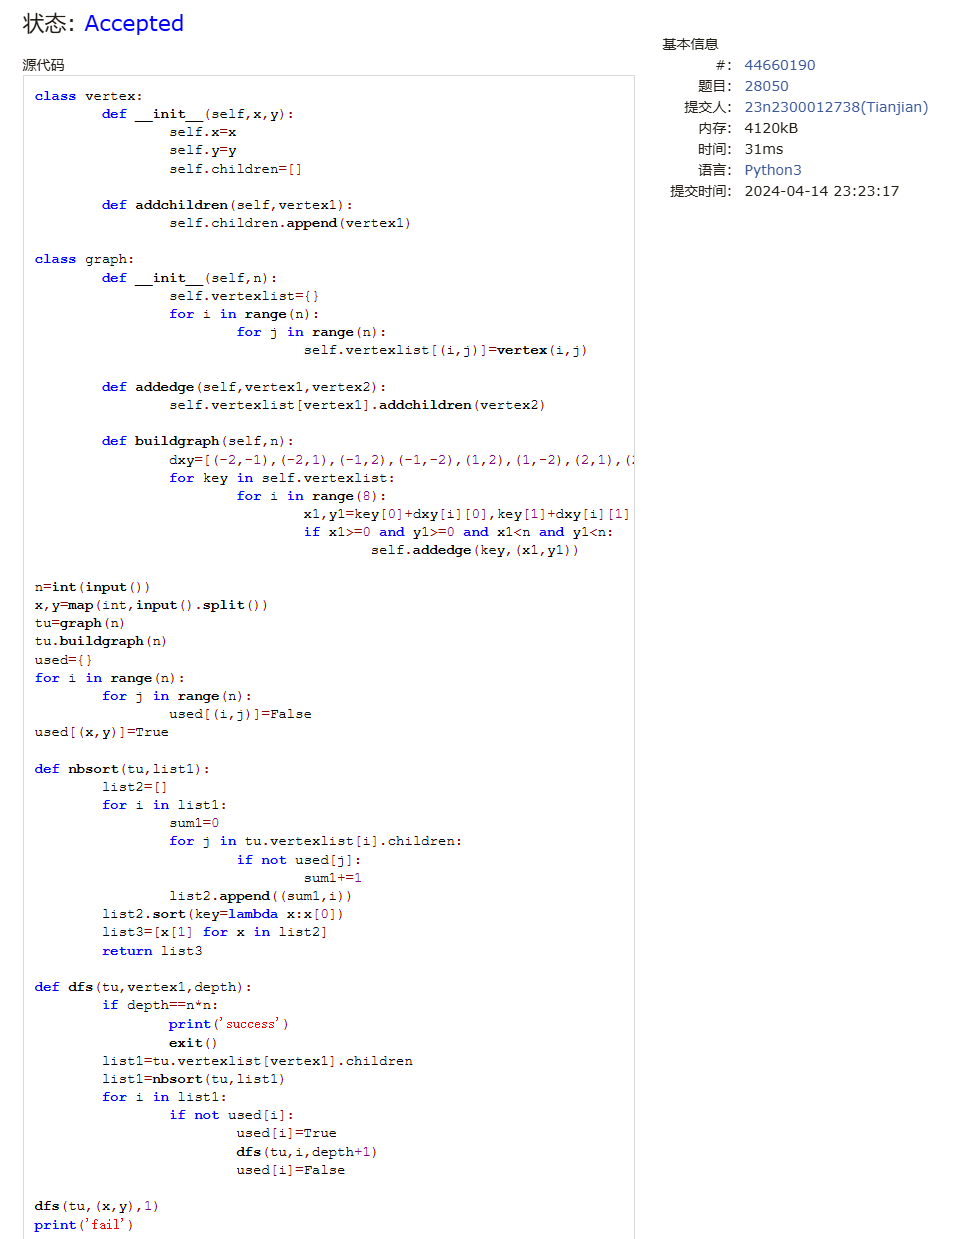 状态: Accepted
源代码
class vertex:
        def __init__(self,x,y):
                self.x=x
                self.y=y
                self.children=[]

        def addchildren(self,vertex1):
                self.children.append(vertex1)

class graph:
        def __init__(self,n):
                self.vertexlist={}
                for i in range(n):
                        for j in range(n):
                                self.vertexlist[(i,j)]=vertex(i,j)

        def addedge(self,vertex1,vertex2):
                self.vertexlist[vertex1].addchildren(vertex2)

        def buildgraph(self,n):
                dxy=[(-2,-1),(-2,1),(-1,2),(-1,-2),(1,2),(1,-2),(2,1),(
                for key in self.vertexlist:
                        for i in range(8):
                                x1,y1=key[0]+dxy[i][0],key[1]+dxy[i][1]
                                if x1>=0 and y1>=0 and x1<n and y1<n:
                                        self.addedge(key,(x1,y1))

n=int(input())
x,y=map(int,input().split())
tu=graph(n)
tu.buildgraph(n)
used={}
for i in range(n):
        for j in range(n):
                used[(i,j)]=False
used[(x,y)]=True

def nbsort(tu,list1):
        list2=[]
        for i in list1:
                sum1=0
                for j in tu.vertexlist[i].children:
                        if not used[j]:
                                sum1+=1
                list2.append((sum1,i))
        list2.sort(key=lambda x:x[0])
        list3=[x[1] for x in list2]
        return list3

def dfs(tu,vertex1,depth):
        if depth==n*n:
                print('success')
                exit()
        list1=tu.vertexlist[vertex1].children
        list1=nbsort(tu,list1)
        for i in list1:
                if not used[i]:
                        used[i]=True
                        dfs(tu,i,depth+1)
                        used[i]=False

dfs(tu,(x,y),1)
print('fail')
基本信息
#: 44660190
题目: 28050
提交人: 23n2300012738(Tianjian)
内存: 4120kB
时间: 31ms
语言: Python3
提交时间: 2024-04-14 23:23:17